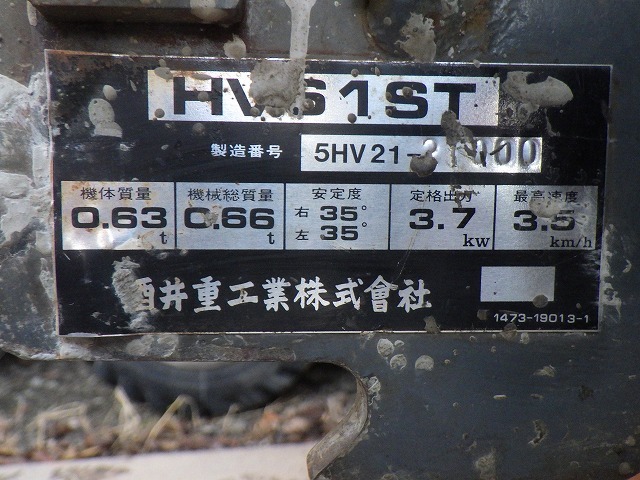 HV61ST
製造番号 5HV21-
機体質量 機械総質量 安定度 定格出力 最高速度
0.63 t 0.66 t 右 35° 左 35° 3.7 kw 3.5 km/h
酒井重工業株式會社
1473-19013-1